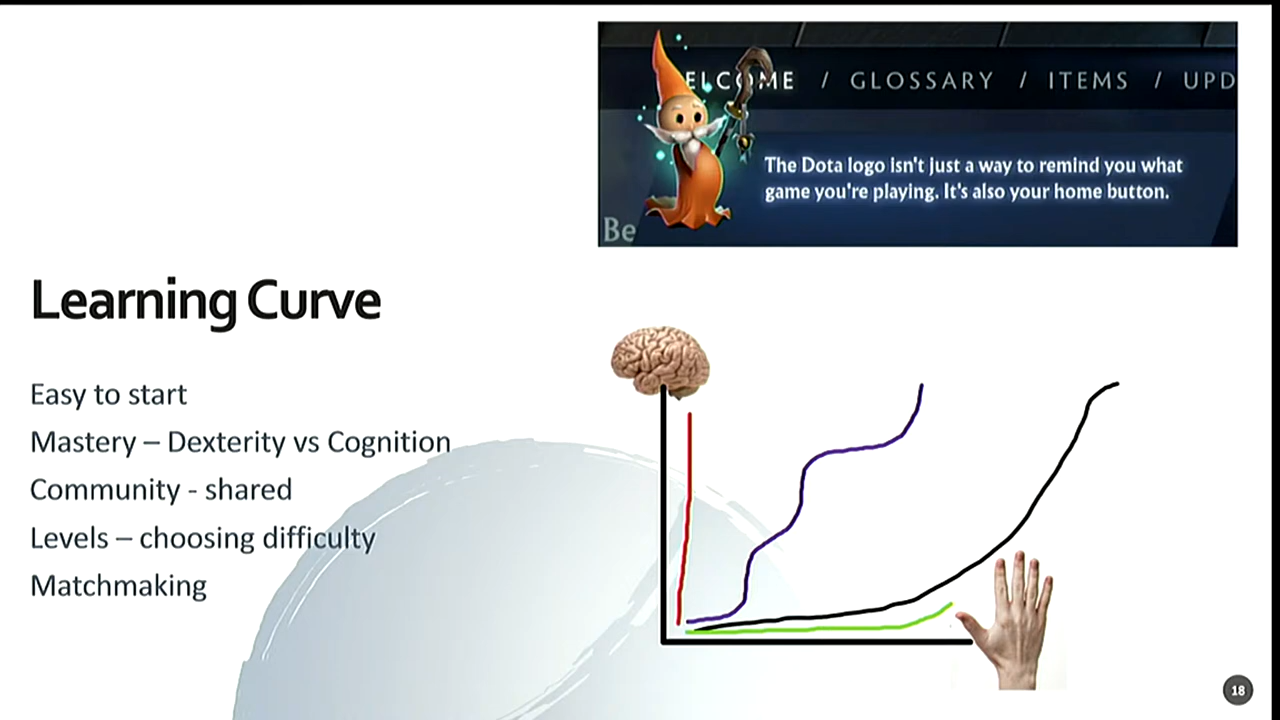 ELCOME / GLOSSARY / ITEMS / UPD
The Dota logo isn't just a way to remind you what
game you're playing. It's also your home button.
Be
Learning Curve
Easy to start
Mastery – Dexterity vs Cognition
Community - shared
Levels – choosing difficulty
Matchmaking
18